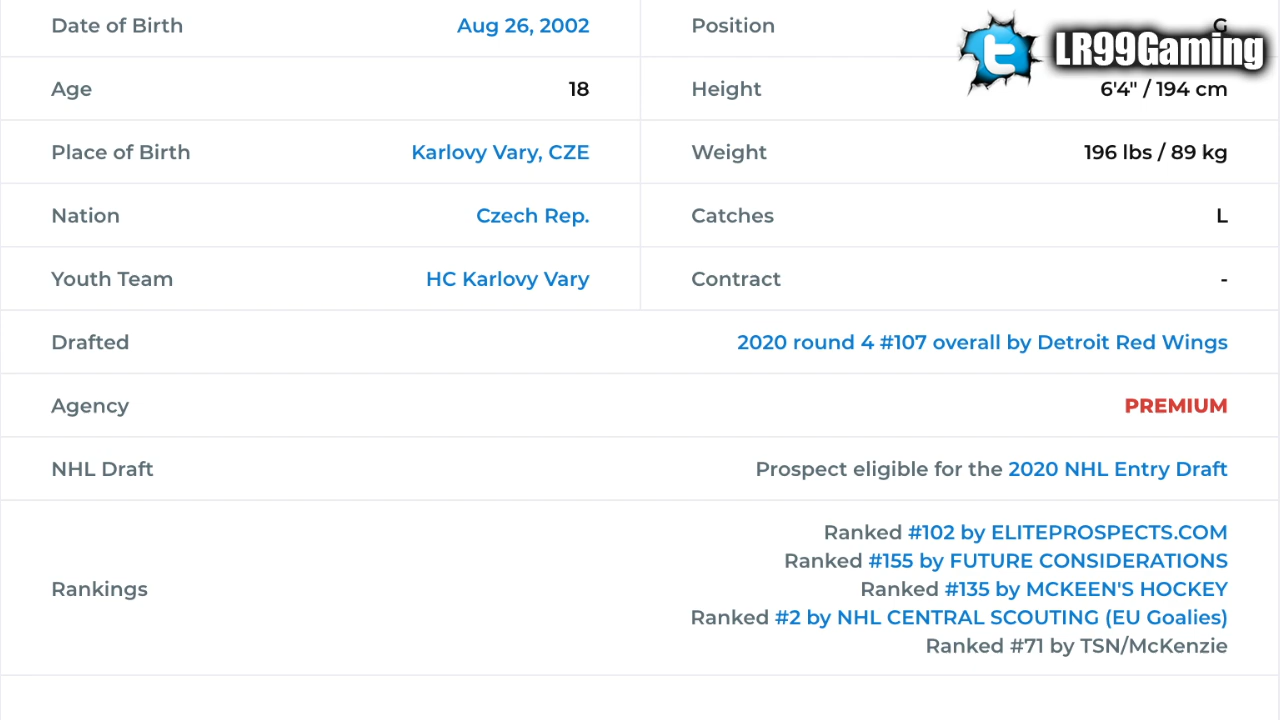 Date of Birth Aug 26, 2002 Position G
LR99Gaming
Age 18 Height 6'4" / 194 cm
Place of Birth Karlovy Vary, CZE Weight 196 lbs / 89 kg
Nation Czech Rep. Catches L
Youth Team HC Karlovy Vary Contract -
Drafted 2020 round 4 #107 overall by Detroit Red Wings
Agency PREMIUM
NHL Draft Prospect eligible for the 2020 NHL Entry Draft
Ranked #102 by ELITEPROSPECTS.COM
Ranked #155 by FUTURE CONSIDERATIONS
Rankings Ranked #135 by MCKEEN'S HOCKEY
Ranked #2 by NHL CENTRAL SCOUTING (EU Goalies)
Ranked #71 by TSN/McKenzie